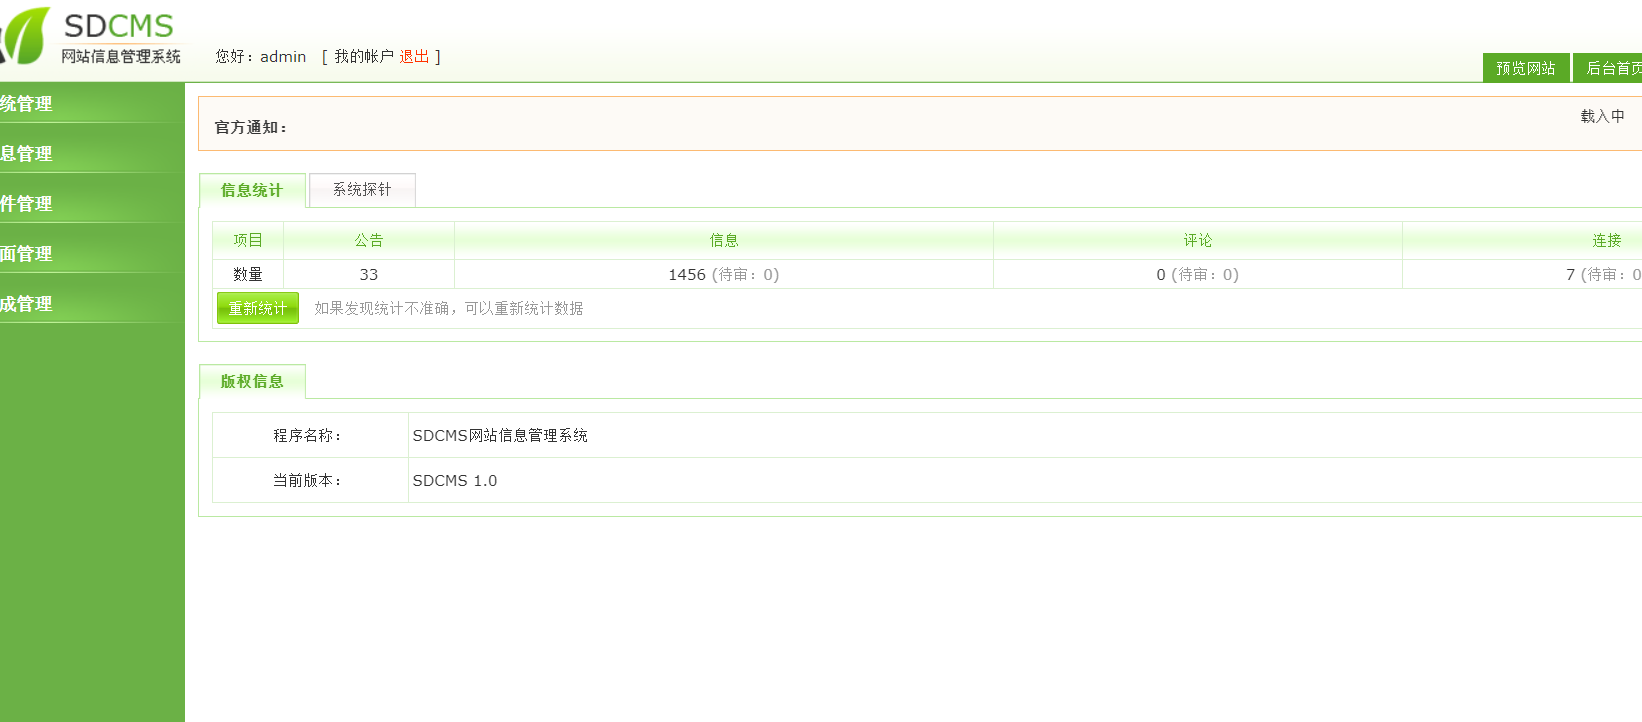 SDCMS
网站信息管理系统
您好：admin [ 我的帐户 退出 ]
预览网站 后台首页
统管理
息管理
件管理
面管理
成管理
官方通知：
载入中
信息统计 系统探针
项目 公告 信息 评论 连接
数量 33 1456 (待审：0) 0 (待审：0) 7 (待审：0
重新统计 如果发现统计不准确，可以重新统计数据
版权信息
程序名称： SDCMS网站信息管理系统
当前版本： SDCMS 1.0